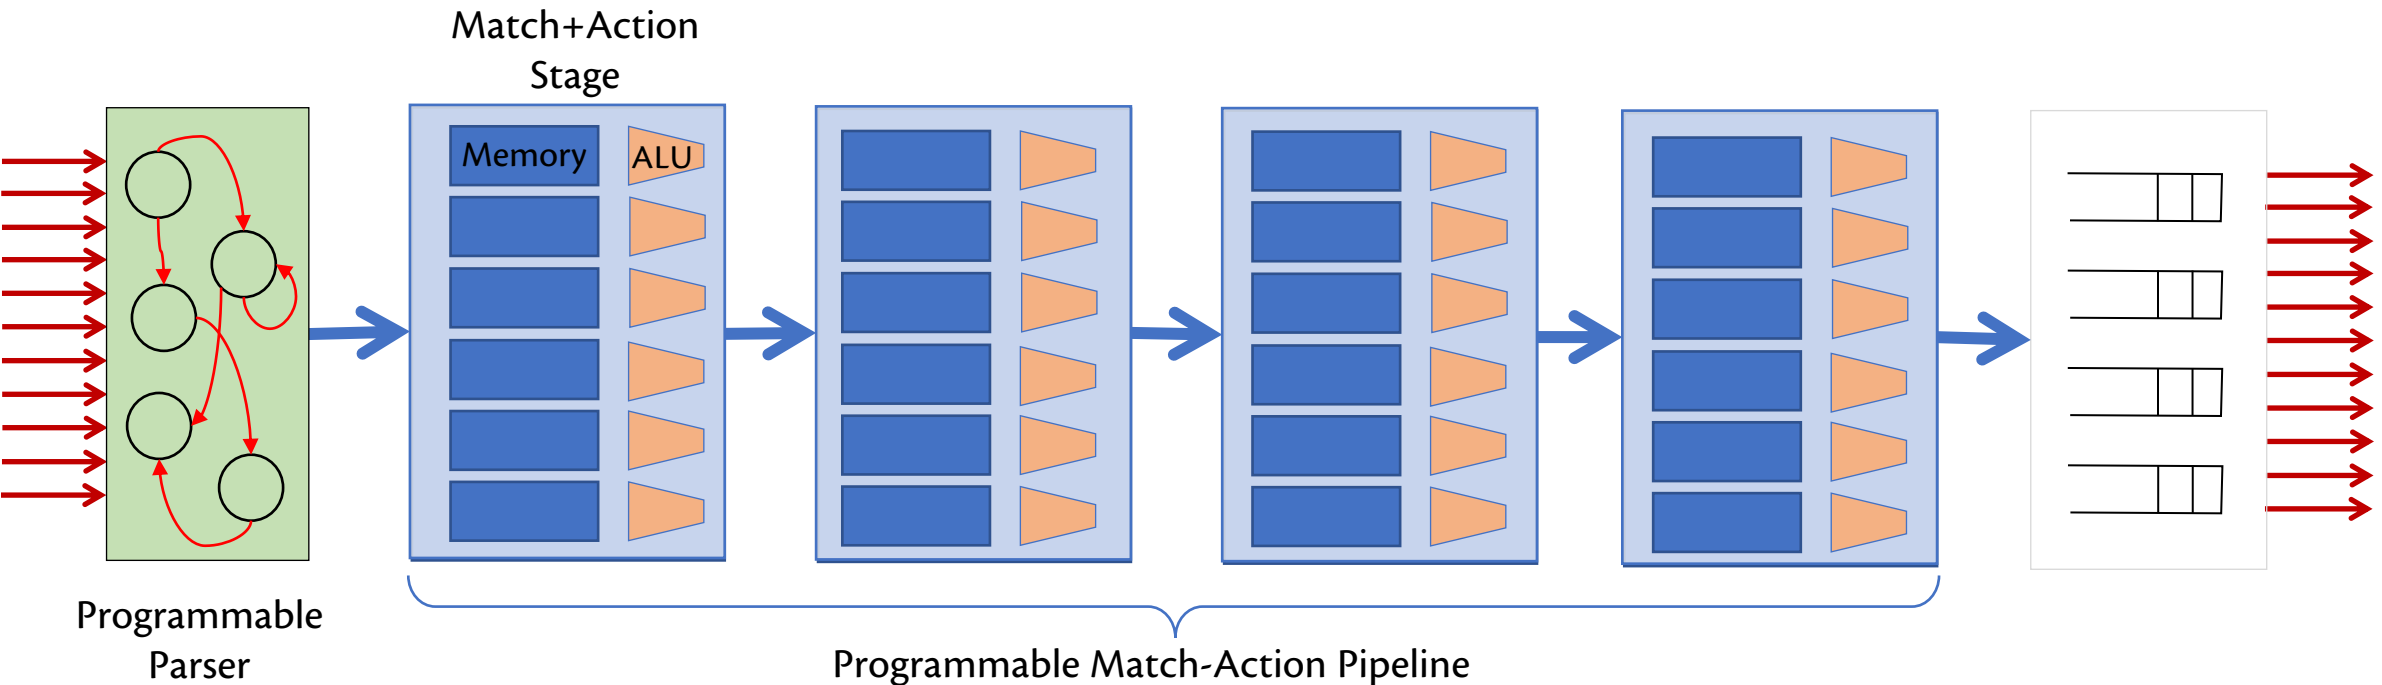 Match+Action
Stage
Memory
ALU
Programmable
Parser
Programmable Match-Action Pipeline